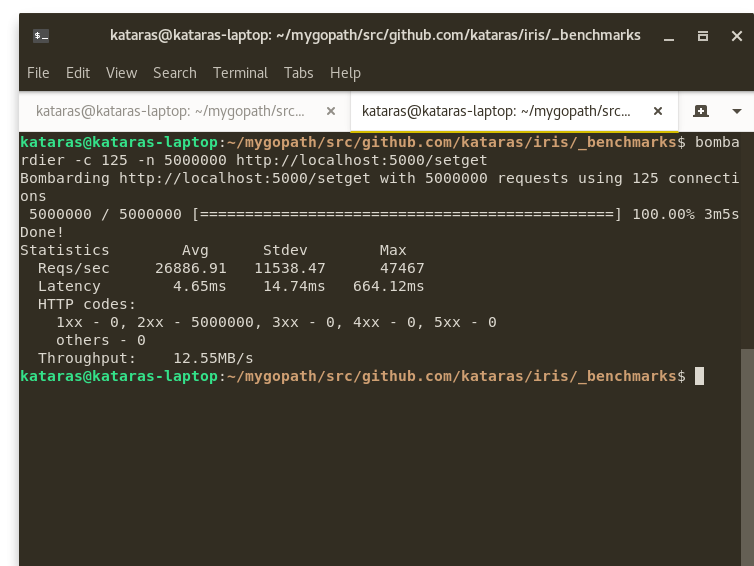 kataras@kataras-laptop: ~/mygopath/src/github.com/kataras/iris/_benchmarks
File Edit View Search Terminal Tabs Help
kataras@kataras-laptop: ~/mygopath/src... kataras@kataras-laptop: ~/mygopath/src...
kataras@kataras-laptop:~/mygopath/src/github.com/kataras/iris/_benchmarks$ bomba
rdier -c 125 -n 5000000 http://localhost:5000/setget
Bombarding http://localhost:5000/setget with 5000000 requests using 125 connecti
ons
 5000000 / 5000000 [==============================================] 100.00% 3m5s
Done!
Statistics        Avg      Stdev        Max
  Reqs/sec     26886.91   11538.47      47467
  Latency        4.65ms    14.74ms   664.12ms
  HTTP codes:
    1xx - 0, 2xx - 5000000, 3xx - 0, 4xx - 0, 5xx - 0
    others - 0
  Throughput:    12.55MB/s
kataras@kataras-laptop:~/mygopath/src/github.com/kataras/iris/_benchmarks$